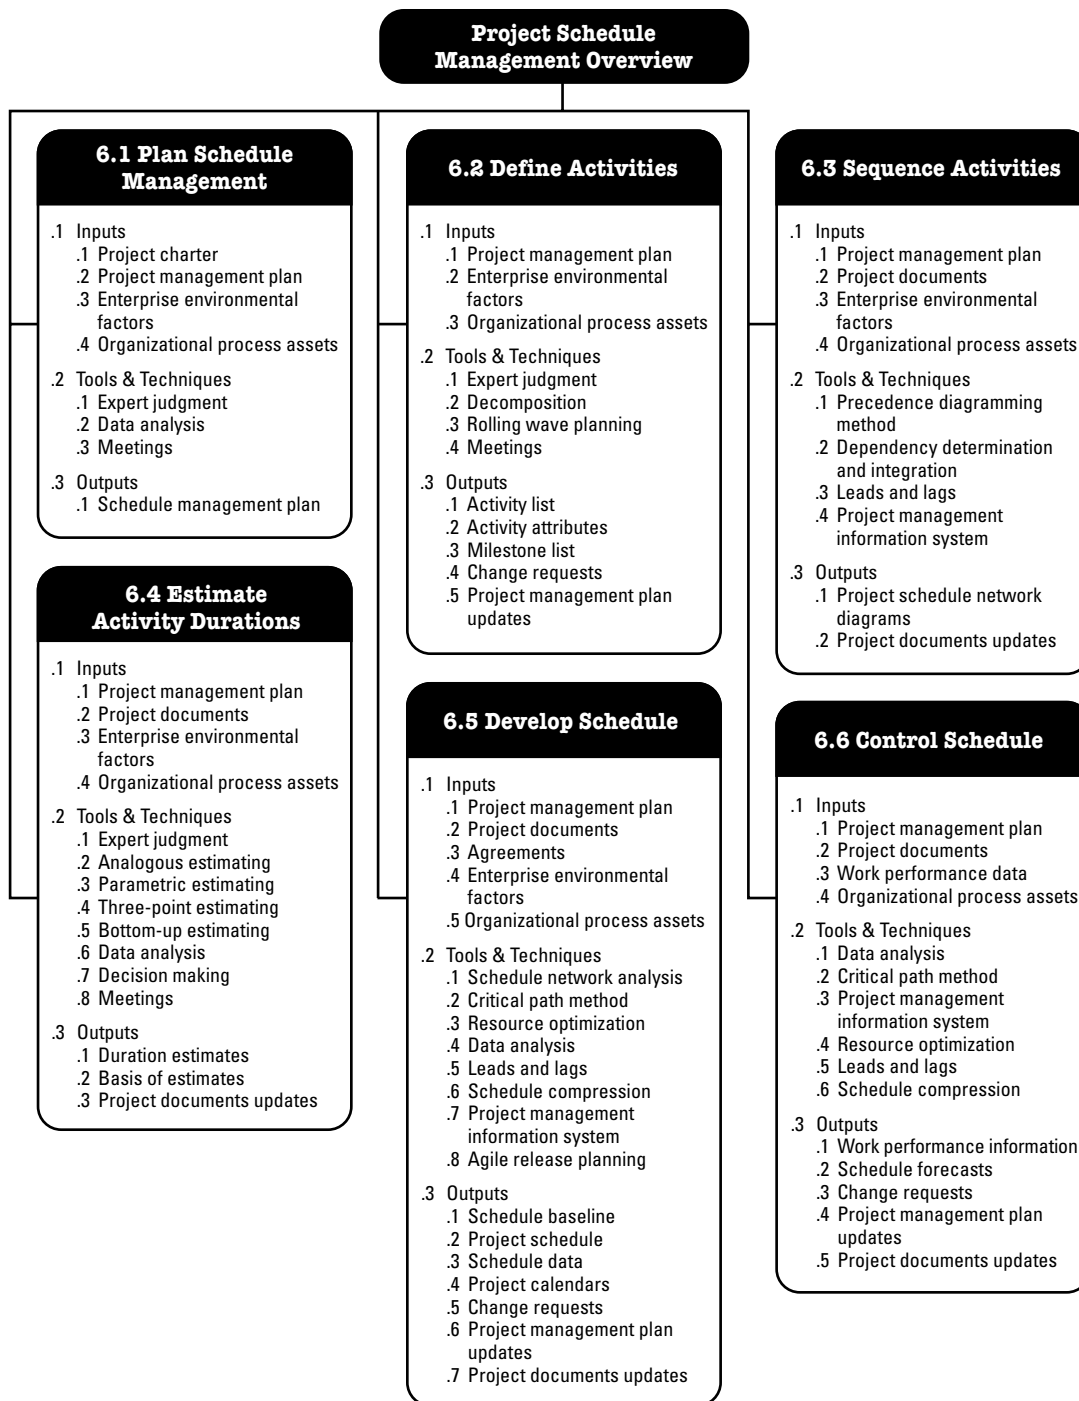 Project Schedule
Management Overview
6.1 Plan Schedule
Management
.1 Inputs
.1 Project charter
.2 Project management plan
.3 Enterprise environmental
factors
.4 Organizational process assets
.2 Tools & Techniques
.1 Expert judgment
.2 Data analysis
.3 Meetings
.3 Outputs
.1 Schedule management plan
6.2 Define Activities
.1 Inputs
.1 Project management plan
.2 Enterprise environmental
factors
.3 Organizational process assets
.2 Tools & Techniques
.1 Expert judgment
.2 Decomposition
.3 Rolling wave planning
.4 Meetings
.3 Outputs
.1 Activity list
.2 Activity attributes
.3 Milestone list
.4 Change requests
.5 Project management plan
updates
6.3 Sequence Activities
.1 Inputs
.1 Project management plan
.2 Project documents
.3 Enterprise environmental
factors
.4 Organizational process assets
.2 Tools & Techniques
.1 Precedence diagramming
method
.2 Dependency determination
and integration
.3 Leads and lags
.4 Project management
information system
.3 Outputs
.1 Project schedule network
diagrams
.2 Project documents updates
6.4 Estimate
Activity Durations
.1 Inputs
.1 Project management plan
.2 Project documents
.3 Enterprise environmental
factors
.4 Organizational process assets
.2 Tools & Techniques
.1 Expert judgment
.2 Analogous estimating
.3 Parametric estimating
.4 Three-point estimating
.5 Bottom-up estimating
.6 Data analysis
.7 Decision making
.8 Meetings
.3 Outputs
.1 Duration estimates
.2 Basis of estimates
.3 Project documents updates
6.5 Develop Schedule
.1 Inputs
.1 Project management plan
.2 Project documents
.3 Agreements
.4 Enterprise environmental
factors
.5 Organizational process assets
.2 Tools & Techniques
.1 Schedule network analysis
.2 Critical path method
.3 Resource optimization
.4 Data analysis
.5 Leads and lags
.6 Schedule compression
.7 Project management
information system
.8 Agile release planning
.3 Outputs
.1 Schedule baseline
.2 Project schedule
.3 Schedule data
.4 Project calendars
.5 Change requests
.6 Project management plan
updates
.7 Project documents updates
6.6 Control Schedule
.1 Inputs
.1 Project management plan
.2 Project documents
.3 Work performance data
.4 Organizational process assets
.2 Tools & Techniques
.1 Data analysis
.2 Critical path method
.3 Project management
information system
.4 Resource optimization
.5 Leads and lags
.6 Schedule compression
.3 Outputs
.1 Work performance information
.2 Schedule forecasts
.3 Change requests
.4 Project management plan
updates
.5 Project documents updates